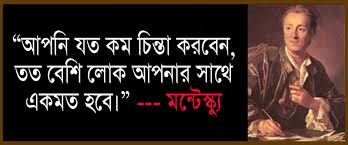 “আপনি যত কম চিন্তা করবেন,
তত বেশি লোক আপনার সাথে
একমত হবে।” --- মন্টেস্ক্যু